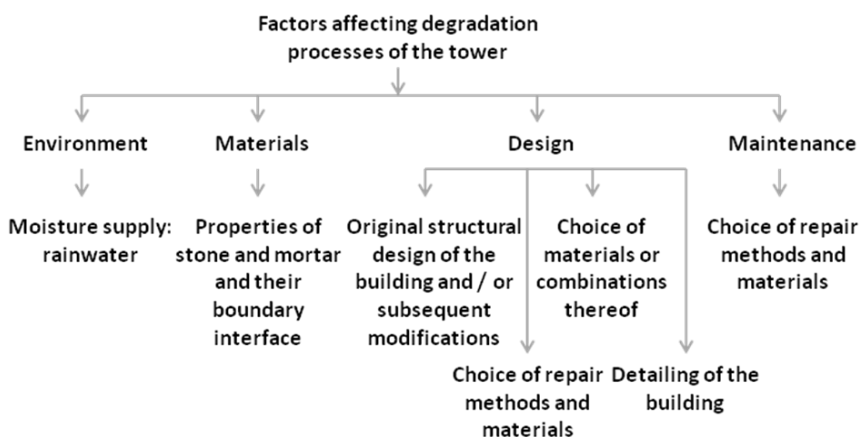 Factors affecting degradation
processes of the tower
Environment
Materials
Design
Maintenance
Moisture supply:
rainwater
Properties of
stone and mortar
and their
boundary
interface
Original structural
design of the
building and / or
subsequent
modifications
Choice of
materials or
combinations
thereof
Choice of repair
methods and
materials
Choice of repair
methods and
materials
Detailing of the
building